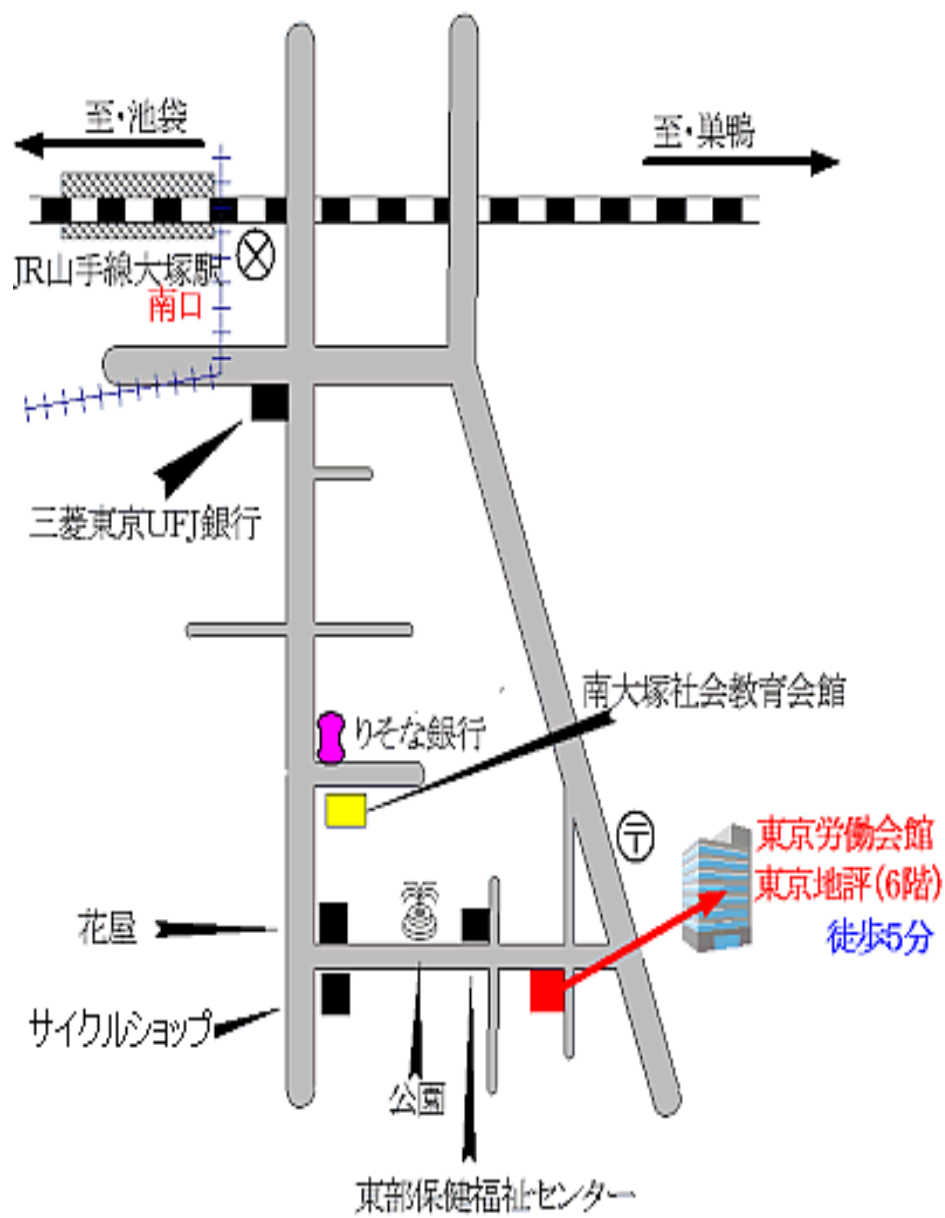 至・池袋
至・巣鴨
JR山手線大塚駅
南口
三菱東京UFJ銀行
南大塚社会教育会館
りそな銀行
〒
東京労働会館
東京地評(6階)
徒歩5分
花屋
サイクルショップ
公園
東部保健福祉センター